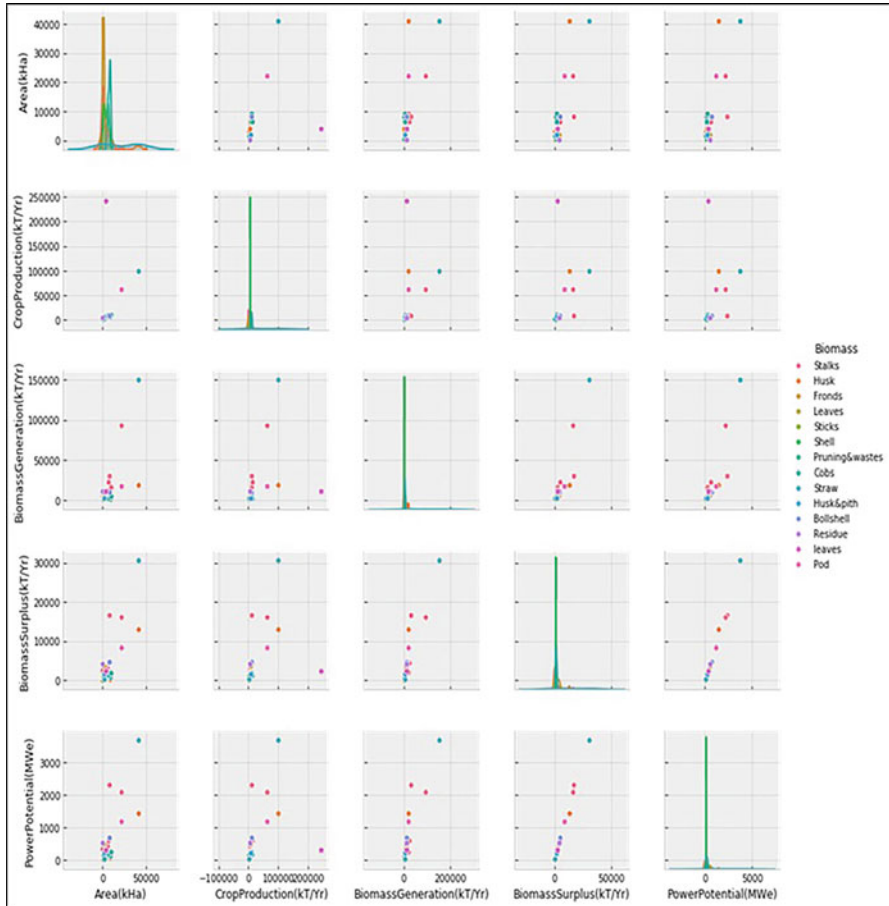 Area(kHa)
40000
30000
20000
10000
0
CropProduction(kT/Yr)
250000
200000
150000
100000
50000
0
BiomassGeneration(kT/Yr)
150000
100000
50000
0
BiomassSurplus(kT/Yr)
30000
20000
10000
0
PowerPotential(MWe)
3000
2000
1000
0
0 50000
Area(kHa)
−100000 0 100000 200000
CropProduction(kT/Yr)
0 200000
BiomassGeneration(kT/Yr)
0 50000
BiomassSurplus(kT/Yr)
0 5000
PowerPotential(MWe)
Biomass
Stalks
Husk
Fronds
Leaves
Sticks
Shell
Pruning&wastes
Cobs
Straw
Husk&pith
Bollshell
Residue
leaves
Pod